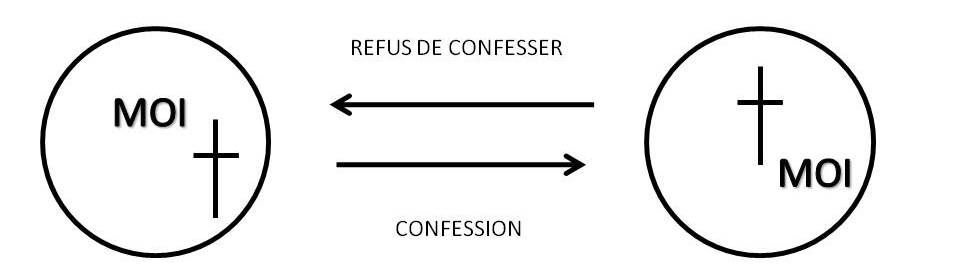 REFUS DE CONFESSER
MOI
MOI
CONFESSION